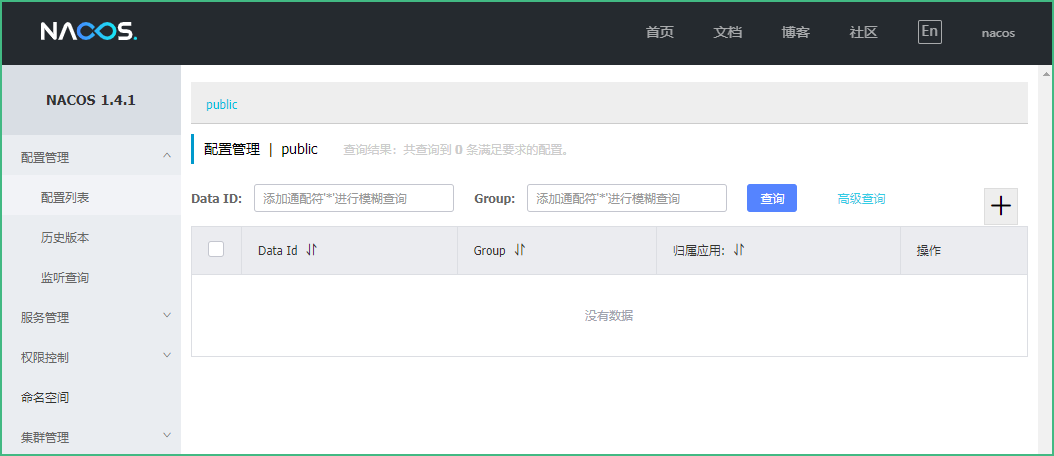 NACOS.
首页 文档 博客 社区 En nacos
NACOS 1.4.1
配置管理
配置列表
历史版本
监听查询
服务管理
权限控制
命名空间
集群管理
public
配置管理 | public 查询结果：共查询到 0 条满足要求的配置。
Data ID: 添加通配符'*'进行模糊查询 Group: 添加通配符'*'进行模糊查询 查询 高级查询
Data Id Group 归属应用: 操作
没有数据